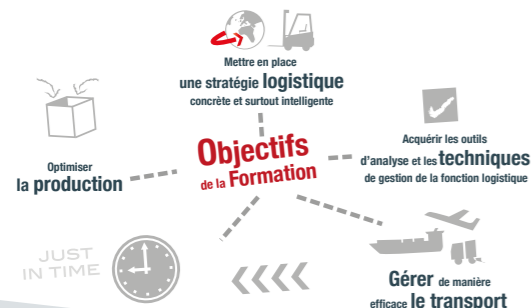 Mettre en place
une stratégie logistique
concrète et surtout intelligente
Optimiser
la production
Objectifs
de la Formation
Acquérir les outils
d'analyse et les techniques
de gestion de la fonction logistique
JUST
IN TIME
Gérer de manière
efficace le transport